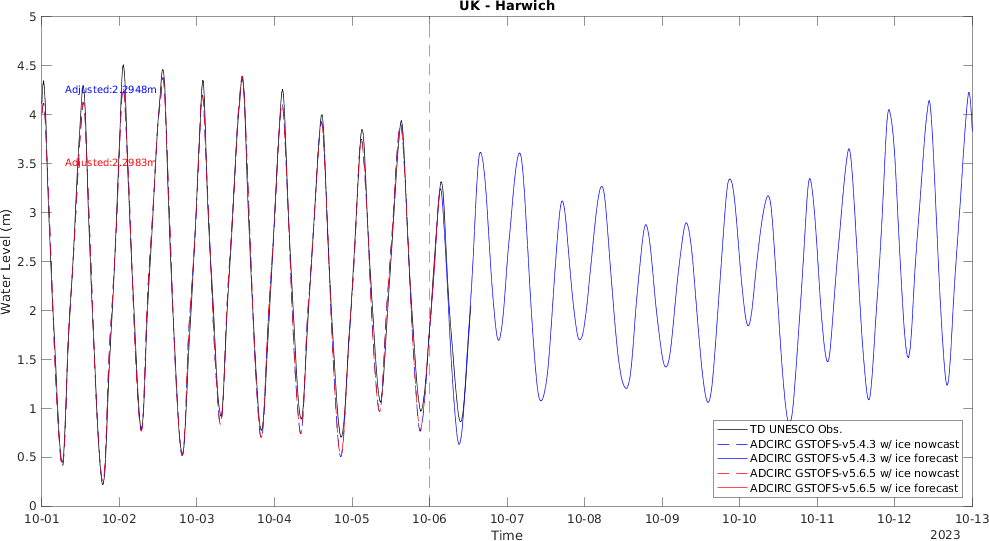 UK - Harwich
5
4.5
4
3.5
3
2.5
2
1.5
1
0.5
0
Water Level (m)
Adjusted:2.2948m
Adjusted:2.2983m
TD UNESCO Obs.
ADCIRC GSTOFS-v5.4.3 w/ ice nowcast
ADCIRC GSTOFS-v5.4.3 w/ ice forecast
ADCIRC GSTOFS-v5.6.5 w/ ice nowcast
ADCIRC GSTOFS-v5.6.5 w/ ice forecast
10-01 10-02 10-03 10-04 10-05 10-06 10-07 10-08 10-09 10-10 10-11 10-12 10-13
Time
2023